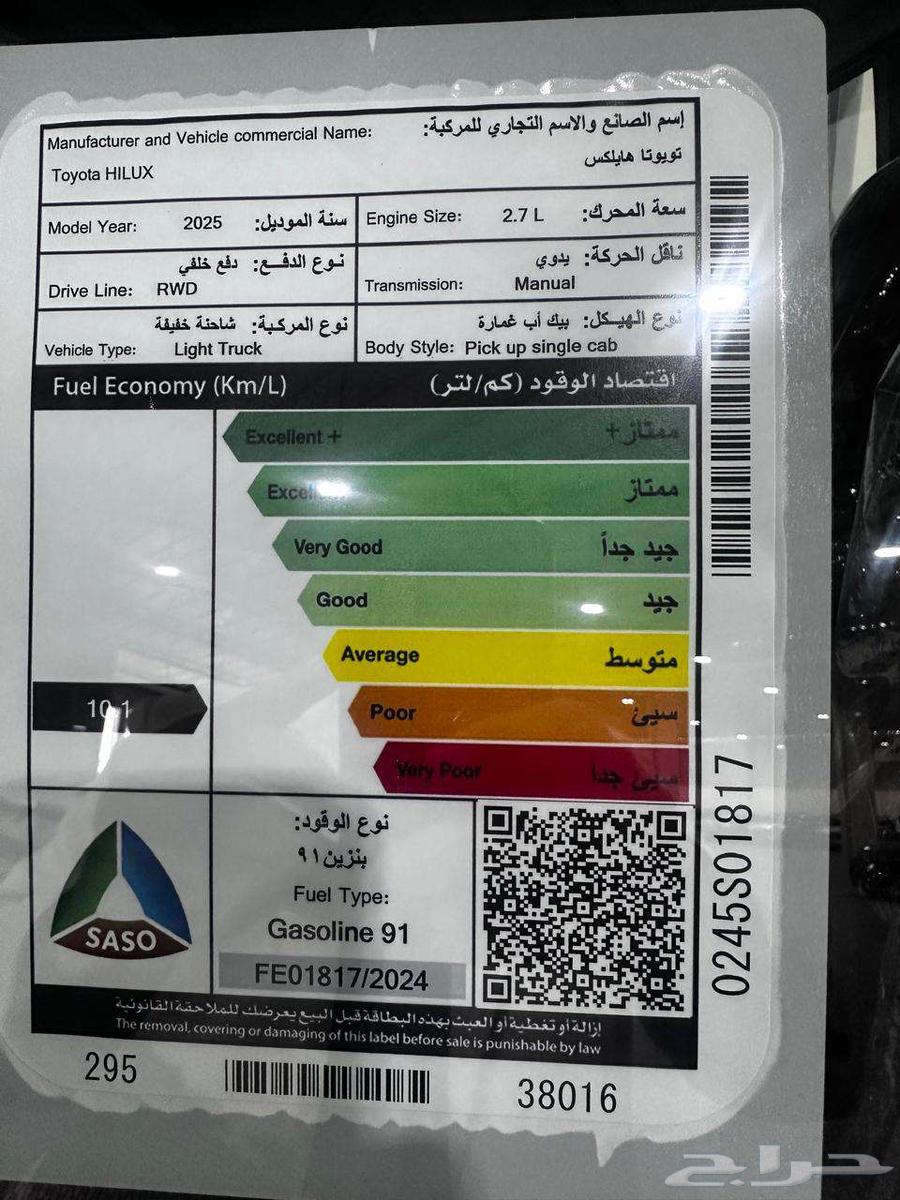 Manufacturer and Vehicle commercial Name: إسم الصانع والاسم التجاري للمركبة:
Toyota HILUX تويوتا هايلكس
Model Year: 2025 سنة الموديل:
Engine Size: 2.7 L سعة المحرك:
نوع الدفع: دفع خلفي
Drive Line: RWD
ناقل الحركة: يدوي
Transmission: Manual
نوع المركبة: شاحنة خفيفة
Vehicle Type: Light Truck
نوع الهيكل: بيك أب غمارة
Body Style: Pick up single cab
Fuel Economy (Km/L) اقتصاد الوقود (كم/لتر)
Excellent + ممتاز+
ممتاز
Very Good جيد جداً
Good جيد
Average متوسط
Poor سيئ
Very Poor سيئ جداً
10.1
SASO
نوع الوقود:
بنزين ٩١
Fuel Type:
Gasoline 91
FE01817/2024
إزالة أو تغطية أو العبث بهذه البطاقة قبل البيع يعرضك للملاحقة القانونية
The removal, covering or damaging of this label before sale is punishable by law
295
38016
0245S01817
حراج